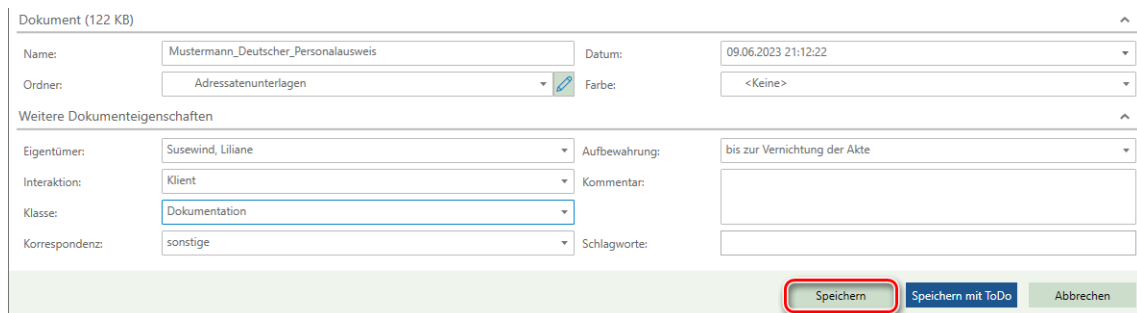 Dokument (122 KB)
Name: Mustermann_Deutscher_Personalausweis Datum: 09.06.2023 21:12:22
Ordner: Adressatenunterlagen Farbe: <Keine>
Weitere Dokumenteigenschaften
Eigentümer: Susewind, Liliane Aufbewahrung: bis zur Vernichtung der Akte
Interaktion: Klient Kommentar:
Klasse: Dokumentation
Korrespondenz: sonstige Schlagworte:
Speichern Speichern mit ToDo Abbrechen